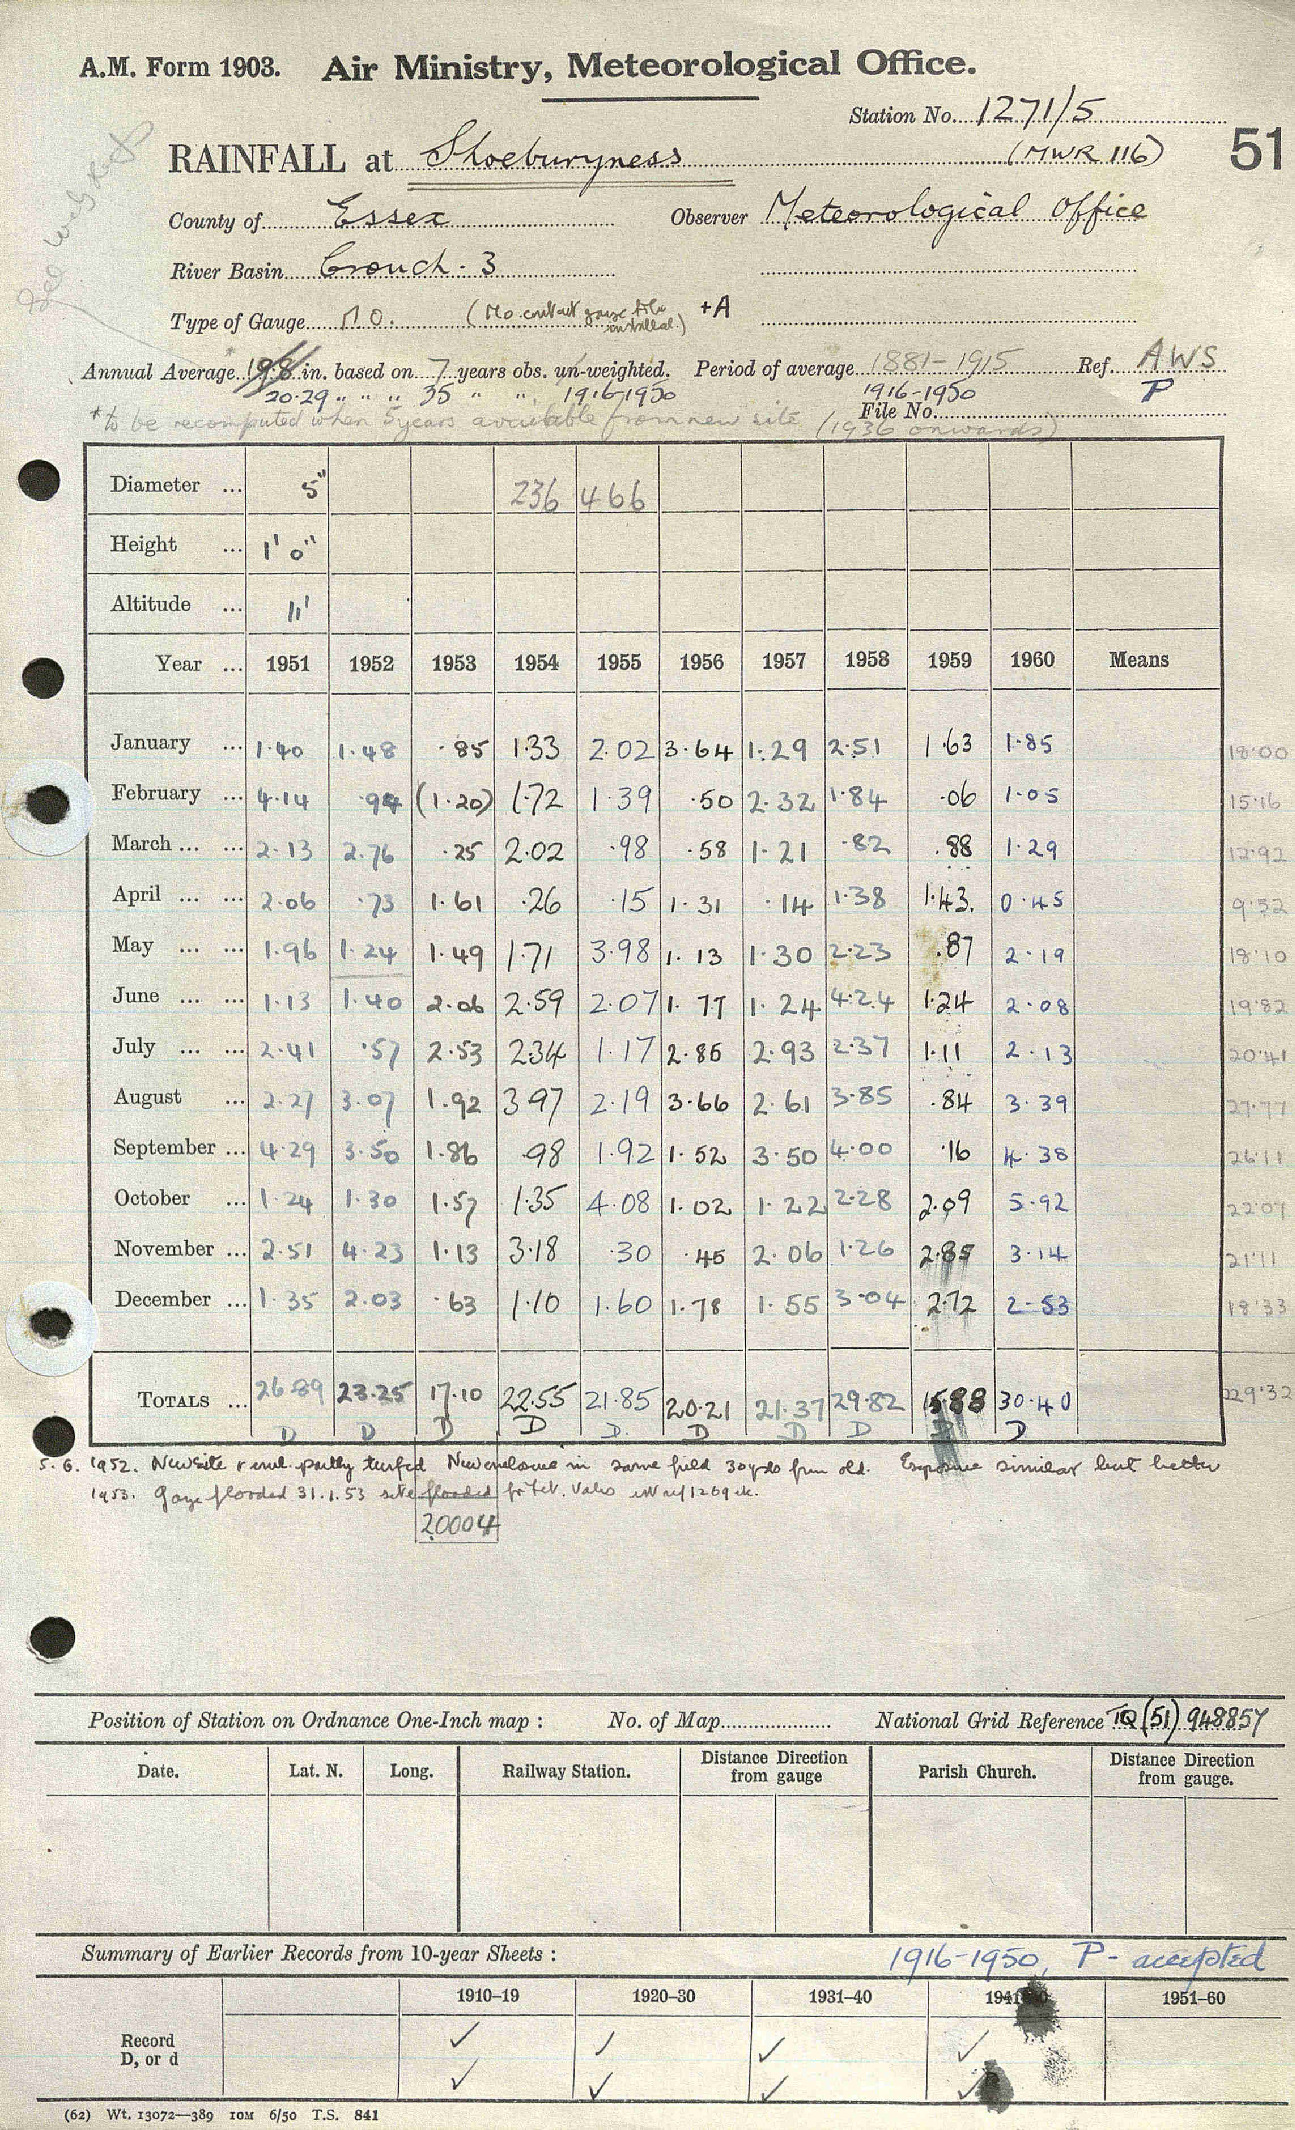 A.M. Form 1903. Air Ministry, Meteorological Office.
Station No. 1271/5
RAINFALL at Shoeburyness (MWR 116) 51
County of Essex Observer Meteorological Office
River Basin Crouch - 3
Type of Gauge M O. (Mo. contact gauge installed) +A
Annual Average 19.8 in. based on 7 years obs. un-weighted. Period of average 1881-1915 Ref. AWS
20.29 " " " 35 " " 1916-1950 1916-1950 P
File No.
*to be recomputed when 5 years available from new site (1936 onwards)
Diameter ... 5" 236 466
Height ... 1' 0"
Altitude ... 11'
Year ... 1951 1952 1953 1954 1955 1956 1957 1958 1959 1960 Means
January ... 1.40 1.48 .85 1.33 2.02 3.64 1.29 2.51 1.63 1.85 18.00
February ... 4.14 .94 (1.20) 1.72 1.39 .50 2.32 1.84 .06 1.05 15.16
March ... ... 2.13 2.76 .25 2.02 .98 .58 1.21 .82 .88 1.29 12.92
April ... ... 2.06 .73 1.61 .26 .15 1.31 .14 1.38 1.43 0.45 9.52
May ... ... 1.96 1.24 1.49 1.71 3.98 1.13 1.30 2.23 .87 2.19 18.10
June ... ... 1.13 1.40 2.06 2.59 2.07 1.77 1.24 4.24 1.24 2.08 19.82
July ... ... 2.41 .57 2.53 2.34 1.17 2.85 2.93 2.37 1.11 2.13 20.41
August ... 2.27 3.07 1.92 3.97 2.19 3.66 2.61 3.85 .84 3.39 27.77
September ... 4.29 3.50 1.86 .98 1.92 1.52 3.50 4.00 .16 4.38 26.11
October ... 1.24 1.30 1.57 1.35 4.08 1.02 1.22 2.28 2.09 5.92 22.07
November ... 2.51 4.23 1.13 3.18 .30 .45 2.06 1.26 2.85 3.14 21.11
December ... 1.35 2.03 .63 1.10 1.60 1.78 1.55 3.04 2.72 2.53 18.33
TOTALS ... 26.89 23.25 17.10 22.55 21.85 20.21 21.37 29.82 15.88 30.40 229.32
D D D D D. D D D D D
5. 6. 1952. New site & encl. partly turfed New enclosure in same field 30 yds from old. Exposure similar but better
1953. Gauge flooded 31.1.53 site flooded for Feb.
20004
Position of Station on Ordnance One-Inch map : No. of Map National Grid Reference TQ (51) 948857
Date. Lat. N. Long. Railway Station. Distance Direction from gauge Parish Church. Distance Direction from gauge.
Summary of Earlier Records from 10-year Sheets : 1916-1950, P - accepted
1910–19 1920–30 1931–40 1941 1951–60
Record ✓ ✓ ✓ ✓
D, or d ✓ ✓ ✓ ✓
(62) Wt. 13072—389 10M 6/50 T.S. 841